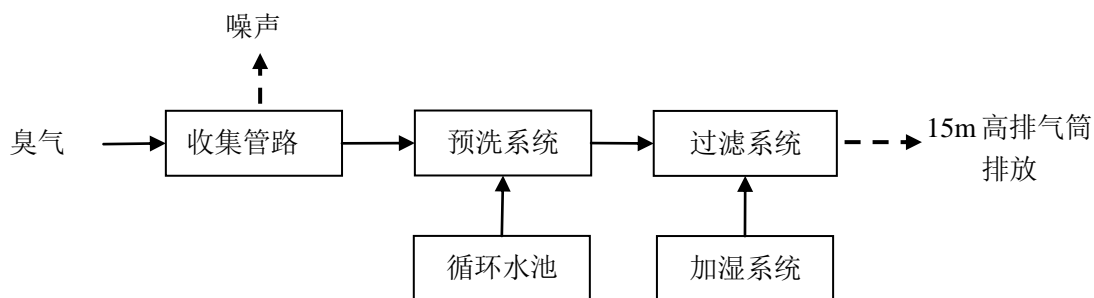 噪声
臭气
收集管路
预洗系统
过滤系统
15m 高排气筒
排放
循环水池
加湿系统